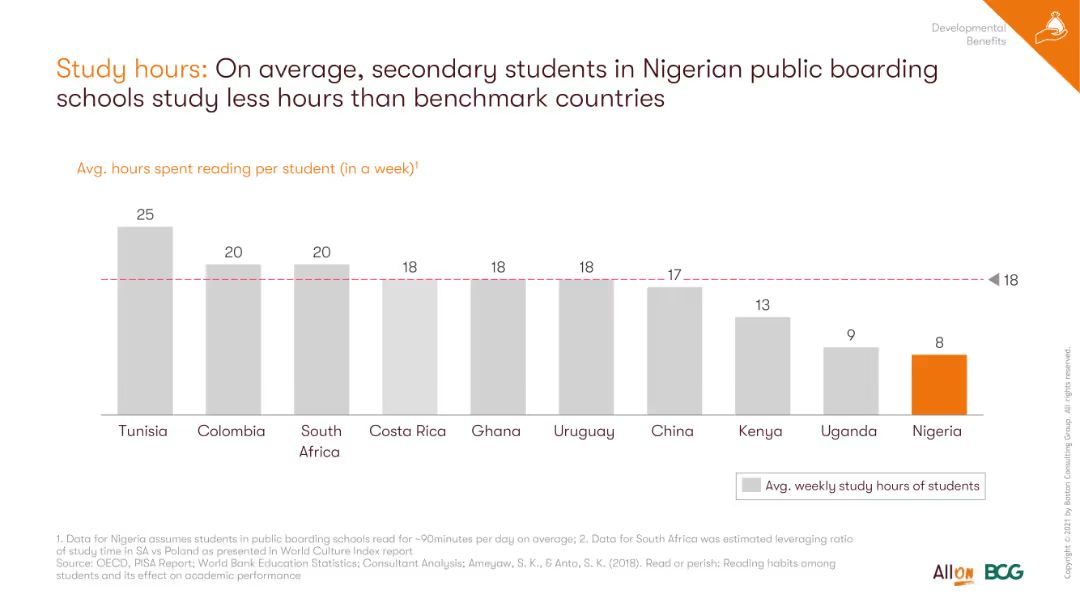 Developmental
Benefits
Study hours: On average, secondary students in Nigerian public boarding
schools study less hours than benchmark countries
Avg. hours spent reading per student (in a week)¹
25
20
20
18
18
18
17
13
9
8
18
Tunisia
Colombia
South
Africa
Costa Rica
Ghana
Uruguay
China
Kenya
Uganda
Nigeria
Avg. weekly study hours of students
1. Data for Nigeria assumes students in public boarding schools read for ~90minutes per day on average; 2. Data for South Africa was estimated leveraging ratio
of study time in SA vs Poland as presented in World Culture Index report
Source: OECD, PISA Report; World Bank Education Statistics; Consultant Analysis; Ameyaw, S. K., & Anto, S. K. (2018). Read or perish: Reading habits among
students and its effect on academic performance
All on BCG
Copyright © 2021 by Boston Consulting Group. All rights reserved.